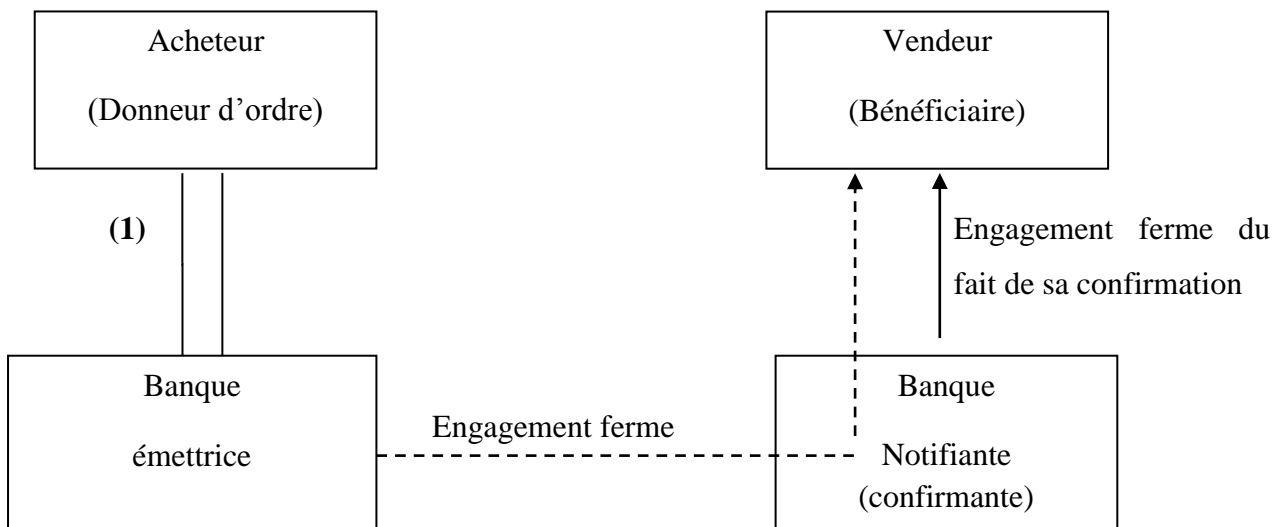 Acheteur
(Donneur d’ordre)
Vendeur
(Bénéficiaire)
(1)
Engagement ferme du
fait de sa confirmation
Banque
émettrice
Engagement ferme
Banque
Notifiante
(confirmante)